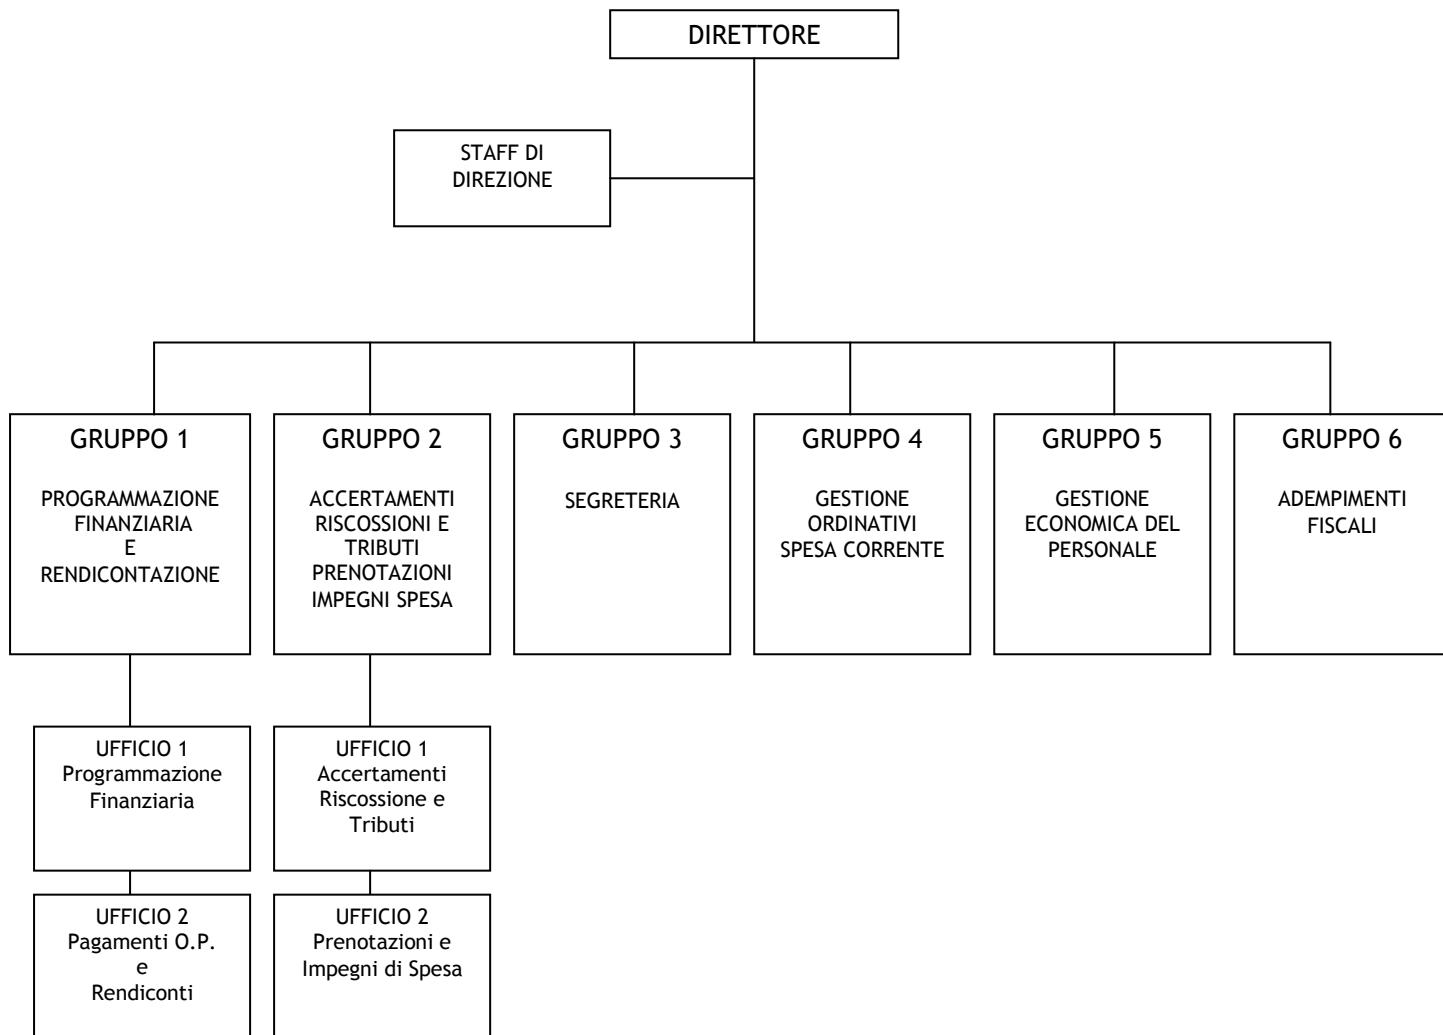 DIRETTORE
STAFF DI
DIREZIONE
GRUPPO 1
PROGRAMMAZIONE
FINANZIARIA
E
RENDICONTAZIONE
GRUPPO 2
ACCERTAMENTI
RISCOSSIONI E
TRIBUTI
PRENOTAZIONI
IMPEGNI SPESA
GRUPPO 3
SEGRETERIA
GRUPPO 4
GESTIONE
ORDINATIVI
SPESA CORRENTE
GRUPPO 5
GESTIONE
ECONOMICA DEL
PERSONALE
GRUPPO 6
ADEMPIMENTI
FISCALI
UFFICIO 1
Programmazione
Finanziaria
UFFICIO 1
Accertamenti
Riscossione e
Tributi
UFFICIO 2
Pagamenti O.P.
e
Rendiconti
UFFICIO 2
Prenotazioni e
Impegni di Spesa